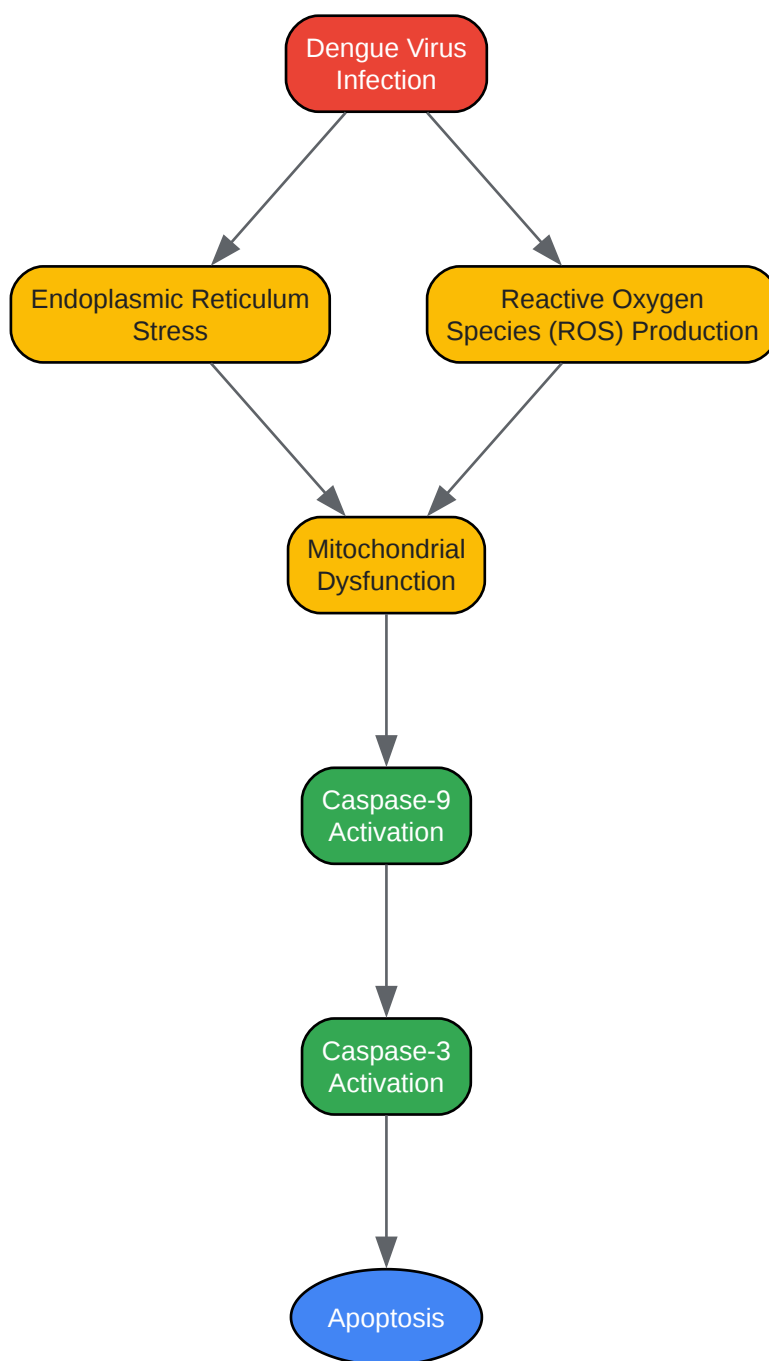 Dengue Virus
Infection
Endoplasmic Reticulum
Stress
Reactive Oxygen
Species (ROS) Production
Mitochondrial
Dysfunction
Caspase-9
Activation
Caspase-3
Activation
Apoptosis